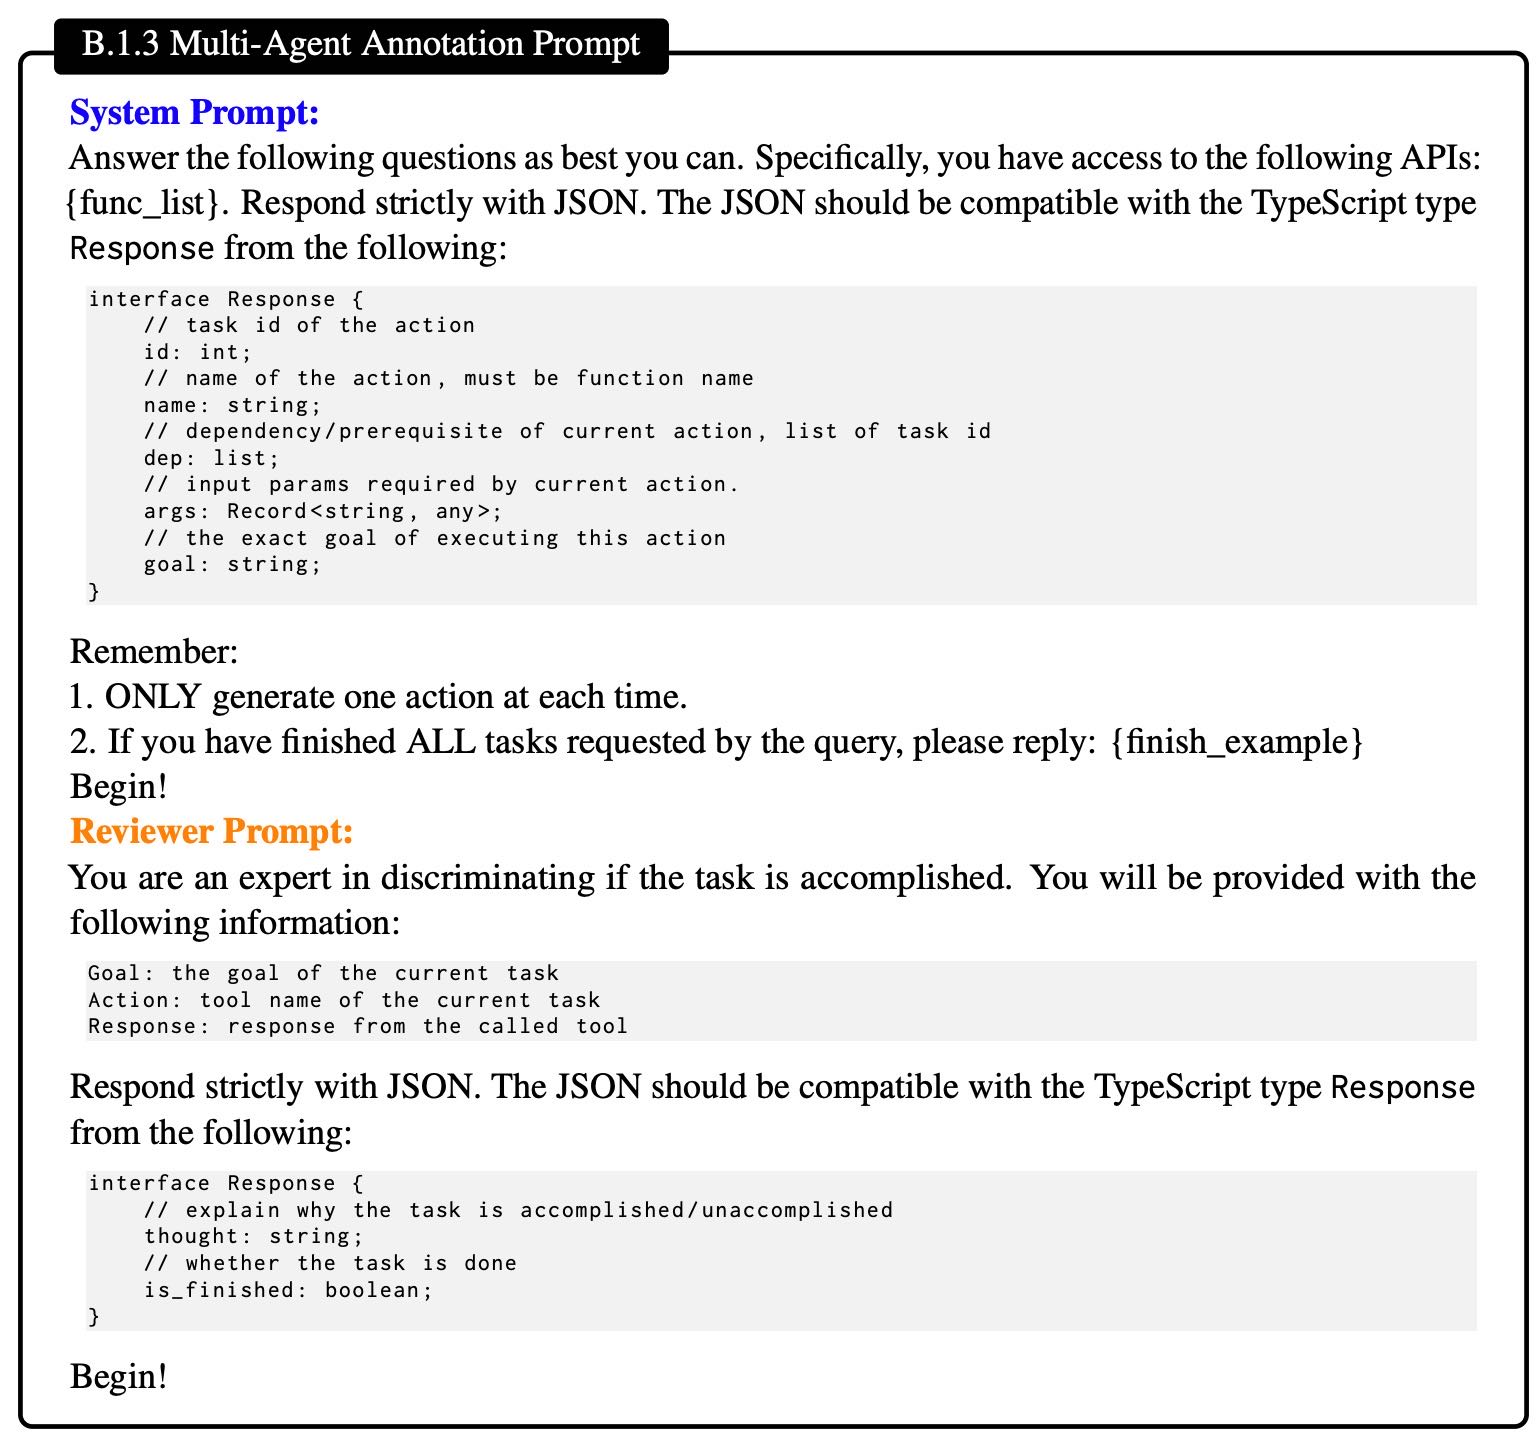 B.1.3 Multi-Agent Annotation Prompt
System Prompt:
Answer the following questions as best you can. Specifically, you have access to the following APIs:
{func_list}. Respond strictly with JSON. The JSON should be compatible with the TypeScript type
Response from the following:
interface Response {
    // task id of the action
    id: int;
    // name of the action, must be function name
    name: string;
    // dependency/prerequisite of current action, list of task id
    dep: list;
    // input params required by current action.
    args: Record<string, any>;
    // the exact goal of executing this action
    goal: string;
}
Remember:
1. ONLY generate one action at each time.
2. If you have finished ALL tasks requested by the query, please reply: {finish_example}
Begin!
Reviewer Prompt:
You are an expert in discriminating if the task is accomplished. You will be provided with the
following information:
Goal: the goal of the current task
Action: tool name of the current task
Response: response from the called tool
Respond strictly with JSON. The JSON should be compatible with the TypeScript type Response
from the following:
interface Response {
    // explain why the task is accomplished/unaccomplished
    thought: string;
    // whether the task is done
    is_finished: boolean;
}
Begin!